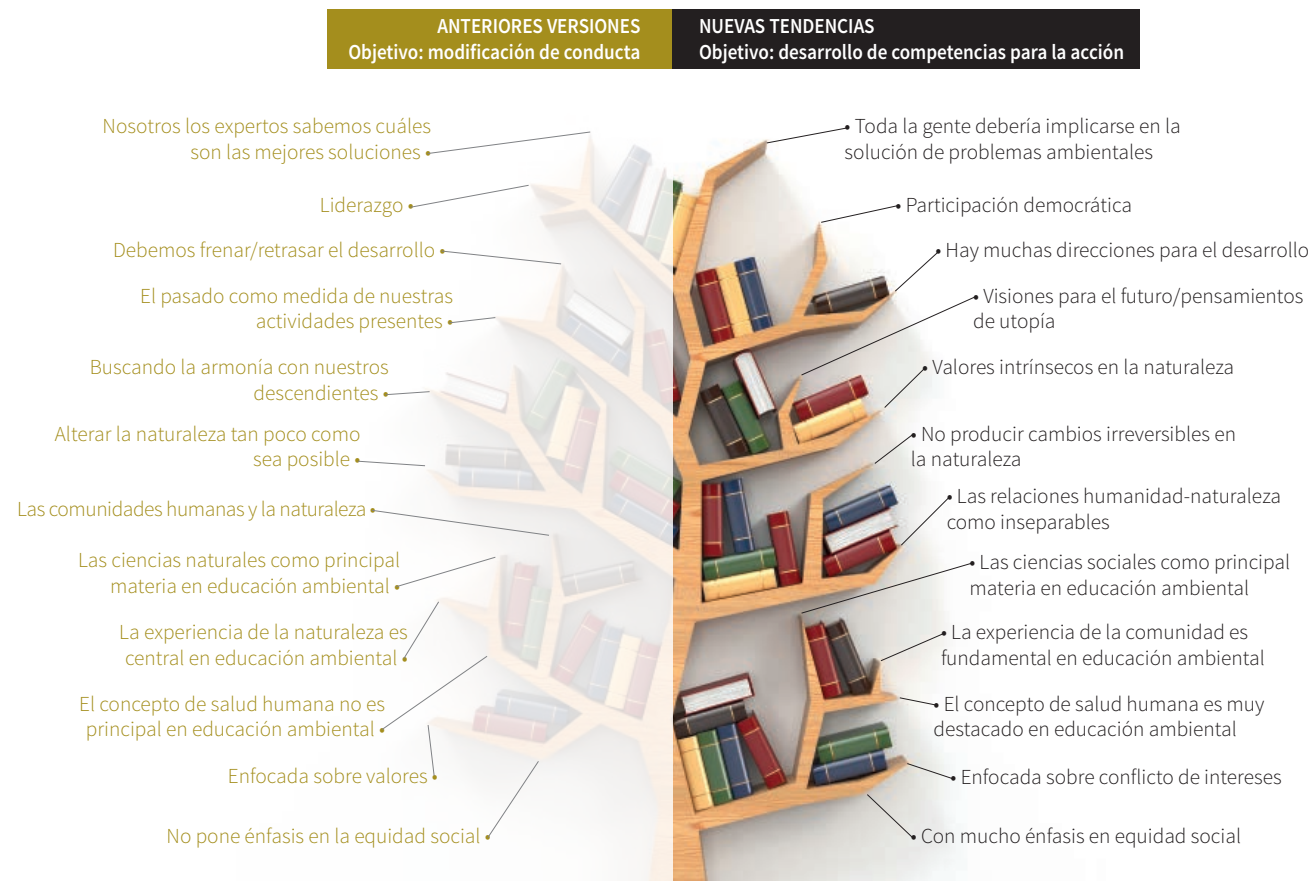 ANTERIORES VERSIONES
Objetivo: modificación de conducta
NUEVAS TENDENCIAS
Objetivo: desarrollo de competencias para la acción
Nosotros los expertos sabemos cuáles
son las mejores soluciones
Liderazgo
Debemos frenar/retrasar el desarrollo
El pasado como medida de nuestras
actividades presentes
Buscando la armonía con nuestros
descendientes
Alterar la naturaleza tan poco como
sea posible
Las comunidades humanas y la naturaleza
Las ciencias naturales como principal
materia en educación ambiental
La experiencia de la naturaleza es
central en educación ambiental
El concepto de salud humana no es
principal en educación ambiental
Enfocada sobre valores
No pone énfasis en la equidad social
Toda la gente debería implicarse en la
solución de problemas ambientales
Participación democrática
Hay muchas direcciones para el desarrollo
Visiones para el futuro/pensamientos
de utopía
Valores intrínsecos en la naturaleza
No producir cambios irreversibles en
la naturaleza
Las relaciones humanidad-naturaleza
como inseparables
Las ciencias sociales como principal
materia en educación ambiental
La experiencia de la comunidad es
fundamental en educación ambiental
El concepto de salud humana es muy
destacado en educación ambiental
Enfocada sobre conflicto de intereses
Con mucho énfasis en equidad social